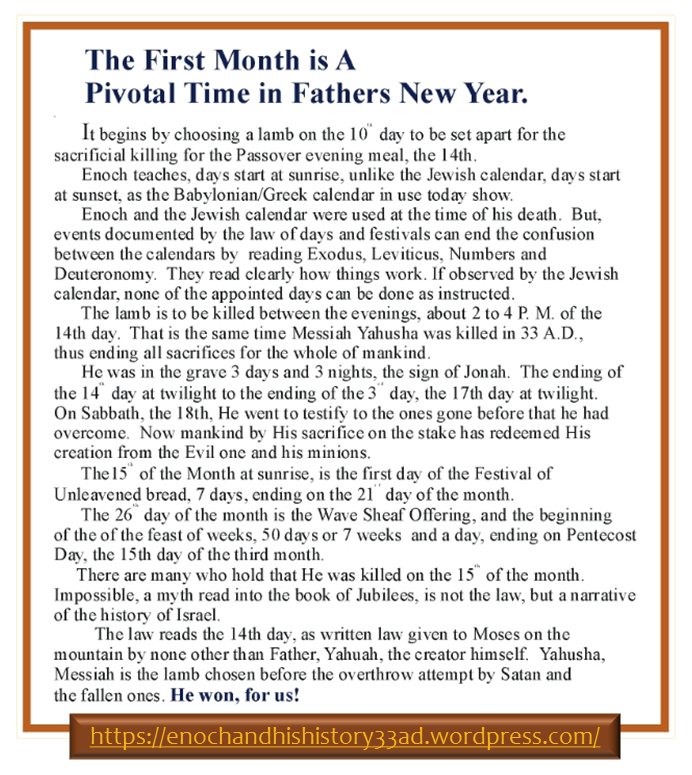 The First Month is A
Pivotal Time in Fathers New Year.
It begins by choosing a lamb on the 10th day to be set apart for the
sacrificial killing for the Passover evening meal, the 14th.
Enoch teaches, days start at sunrise, unlike the Jewish calendar, days start
at sunset, as the Babylonian/Greek calendar in use today show.
Enoch and the Jewish calendar were used at the time of his death. But,
events documented by the law of days and festivals can end the confusion
between the calendars by reading Exodus, Leviticus, Numbers and
Deuteronomy. They read clearly how things work. If observed by the Jewish
calendar, none of the appointed days can be done as instructed.
The lamb is to be killed between the evenings, about 2 to 4 P. M. of the
14th day. That is the same time Messiah Yahusha was killed in 33 A.D.,
thus ending all sacrifices for the whole of mankind.
He was in the grave 3 days and 3 nights, the sign of Jonah. The ending of
the 14th day at twilight to the ending of the 3rd day, the 17th day at twilight.
On Sabbath, the 18th, He went to testify to the ones gone before that he had
overcome. Now mankind by His sacrifice on the stake has redeemed His
creation from the Evil one and his minions.
The15th of the Month at sunrise, is the first day of the Festival of
Unleavened bread, 7 days, ending on the 21st day of the month.
The 26th day of the month is the Wave Sheaf Offering, and the beginning
of the of the feast of weeks, 50 days or 7 weeks and a day, ending on Pentecost
Day, the 15th day of the third month.
There are many who hold that He was killed on the 15th of the month.
Impossible, a myth read into the book of Jubilees, is not the law, but a narrative
of the history of Israel.
The law reads the 14th day, as written law given to Moses on the
mountain by none other than Father, Yahuah, the creator himself. Yahusha,
Messiah is the lamb chosen before the overthrow attempt by Satan and
the fallen ones. He won, for us!
https://enochandhishistory33ad.wordpress.com/